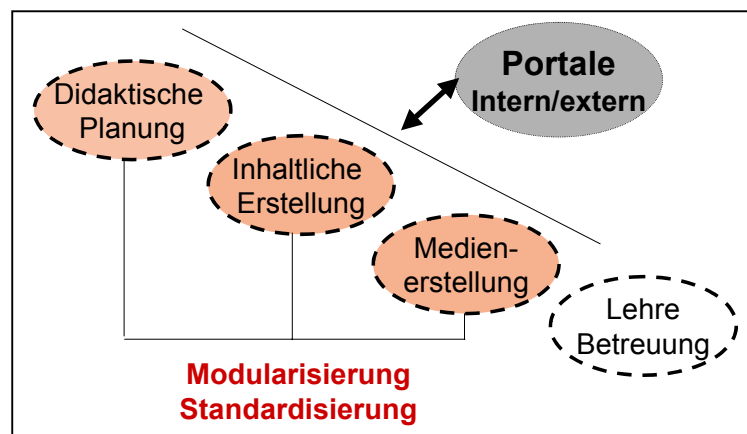 Portale
Intern/extern
Didaktische
Planung
Inhaltliche
Erstellung
Medien-
erstellung
Lehre
Betreuung
Modularisierung
Standardisierung